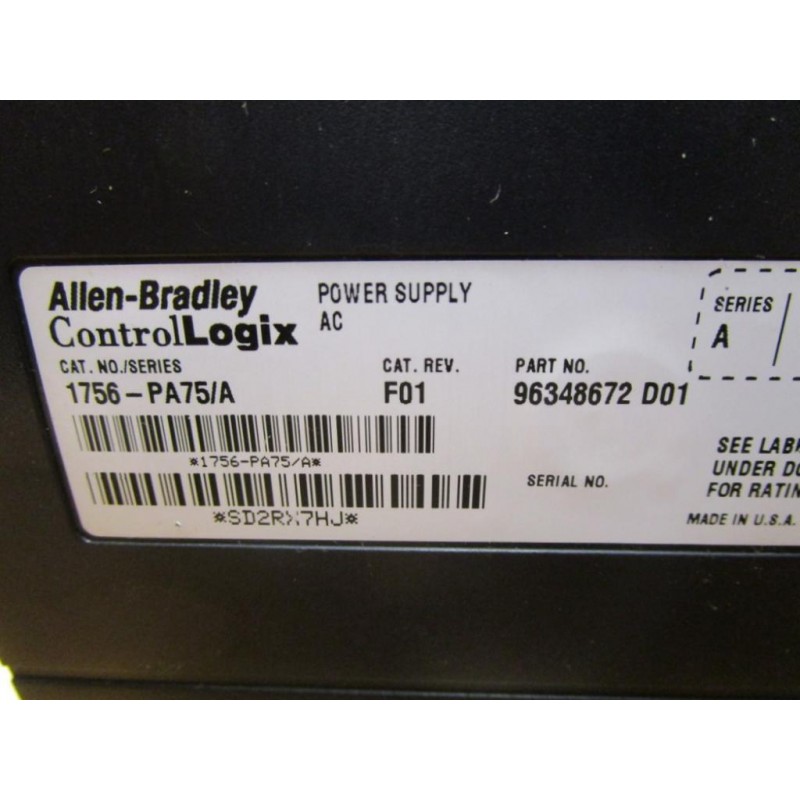 Allen-Bradley
ControlLogix
POWER SUPPLY
AC
SERIES
A
CAT. NO./SERIES
CAT. REV.
PART NO.
1756-PA75/A
F01
96348672 D01
*1756-PA75/A*
SERIAL NO.
SEE LAB
UNDER DO
FOR RATIN
MADE IN U.S.A.